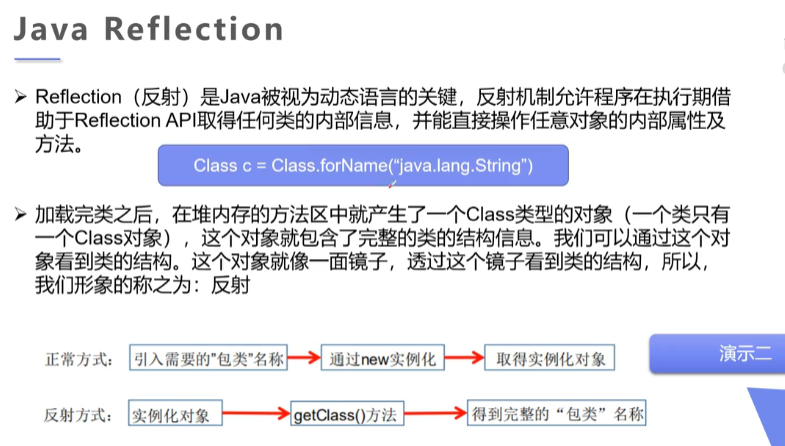 Java Reflection
➢ Reflection（反射）是Java被视为动态语言的关键，反射机制允许程序在执行期借
助于Reflection API取得任何类的内部信息，并能直接操作任意对象的内部属性及
方法。
Class c = Class.forName(“java.lang.String”)
➢ 加载完类之后，在堆内存的方法区中就产生了一个Class类型的对象（一个类只有
一个Class对象），这个对象就包含了完整的类的结构信息。我们可以通过这个对
象看到类的结构。这个对象就像一面镜子，透过这个镜子看到类的结构，所以，
我们形象的称之为：反射
正常方式： 引入需要的”包类”名称 通过new实例化 取得实例化对象
演示二
反射方式： 实例化对象 getClass()方法 得到完整的“包类”名称